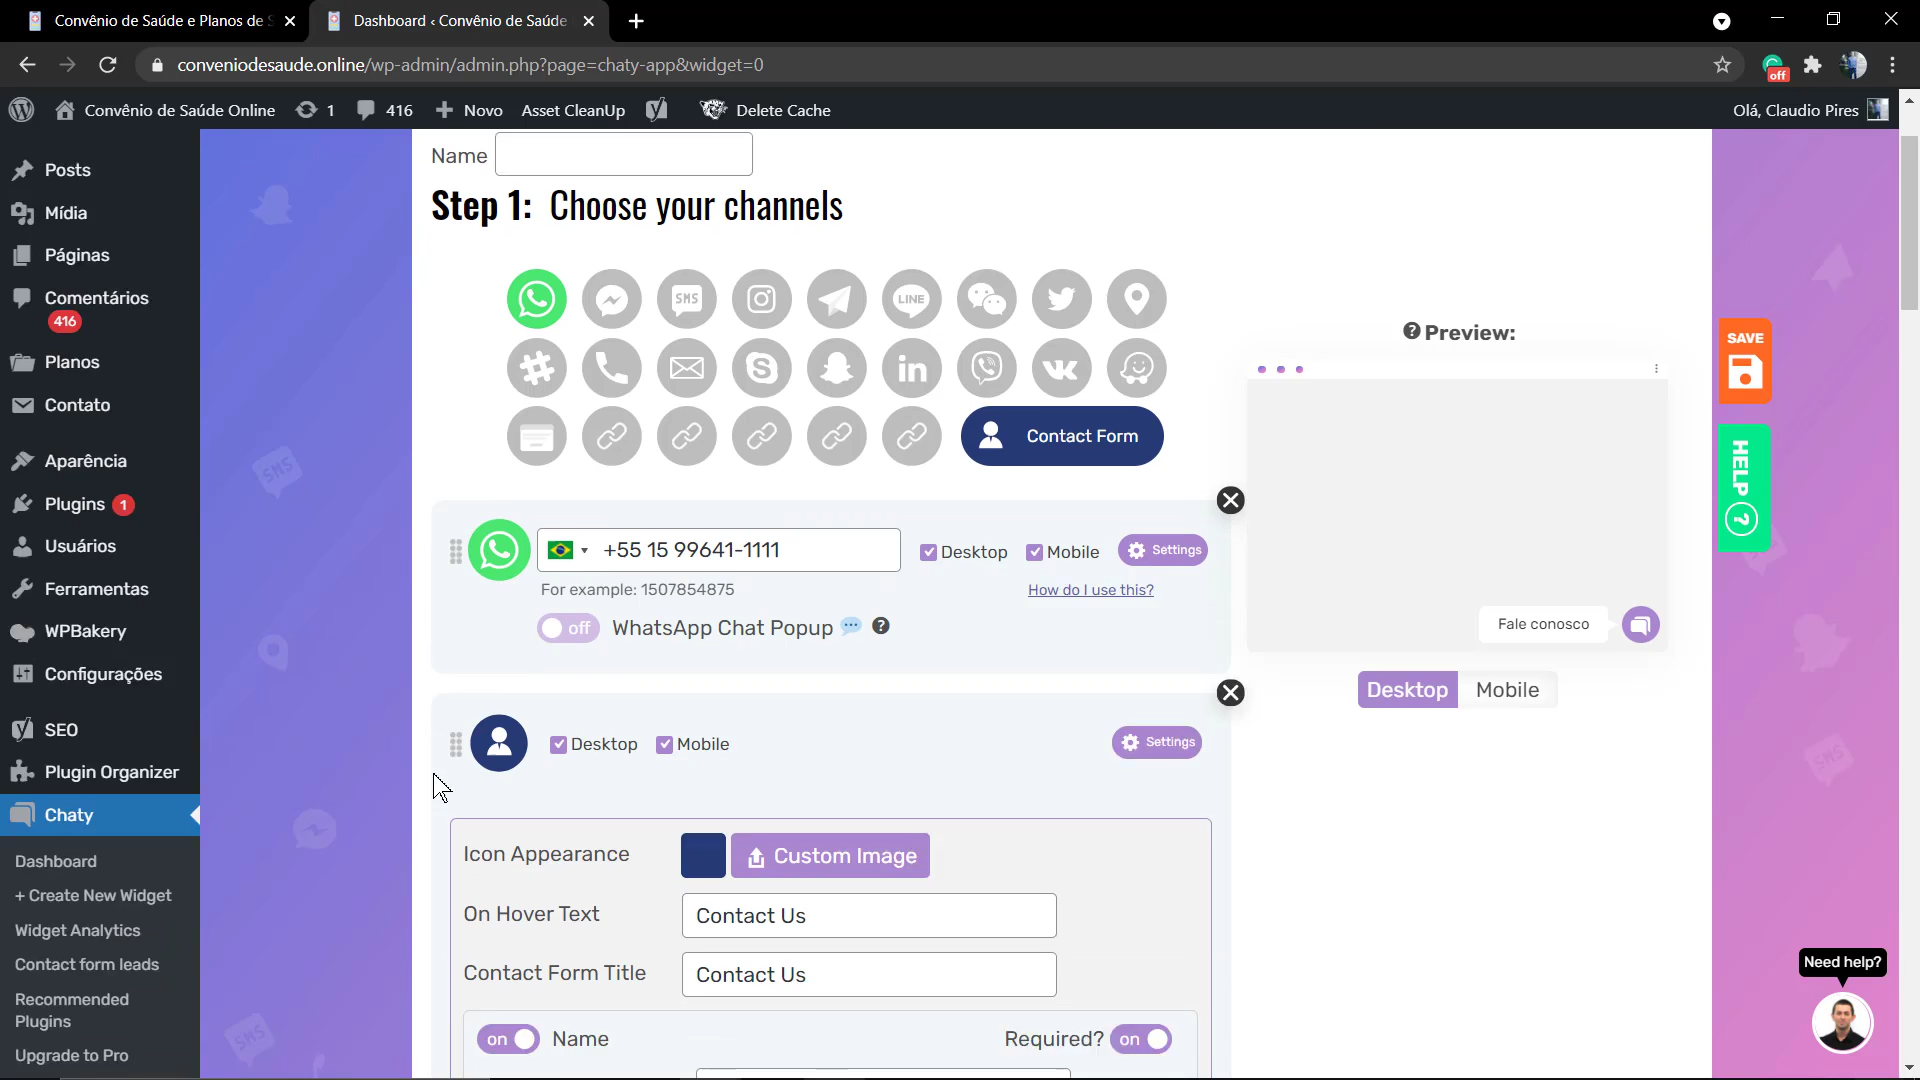 Convênio de Saúde e Planos de S
Dashboard ‹ Convênio de Saúde
conveniodesaude.online/wp-admin/admin.php?page=chaty-app&widget=0
off
Convênio de Saúde Online
1
416
Novo
Asset CleanUp
Delete Cache
Olá, Claudio Pires
Posts
Mídia
Páginas
Comentários
416
Planos
Contato
Aparência
Plugins 1
Usuários
Ferramentas
WPBakery
Configurações
SEO
Plugin Organizer
Chaty
Dashboard
+ Create New Widget
Widget Analytics
Contact form leads
Recommended
Plugins
Upgrade to Pro
Name
Step 1: Choose your channels
SMS
LINE
Contact Form
+55 15 99641-1111
Desktop
Mobile
Settings
For example: 1507854875
How do I use this?
off
WhatsApp Chat Popup
Desktop
Mobile
Settings
Icon Appearance
Custom Image
On Hover Text
Contact Us
Contact Form Title
Contact Us
on
Name
Required?
on
Preview:
Fale conosco
Desktop
Mobile
SAVE
HELP ?
Need help?
SMS
SMS
SMS